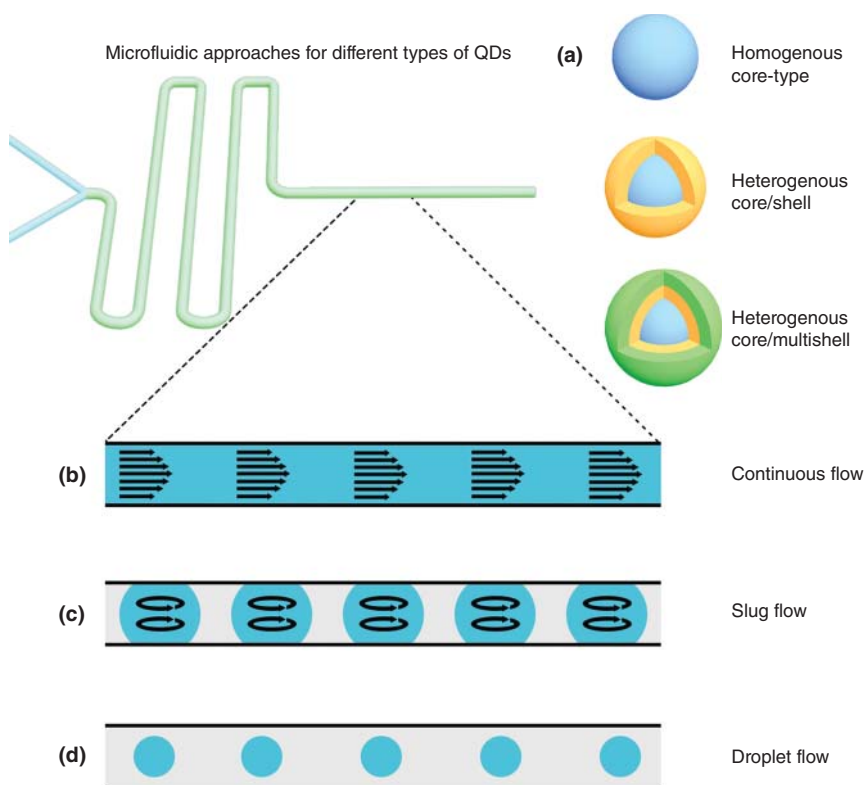 Microfluidic approaches for different types of QDs
(a)
Homogenous
core-type
Heterogenous
core/shell
Heterogenous
core/multishell
(b)
Continuous flow
(c)
Slug flow
(d)
Droplet flow